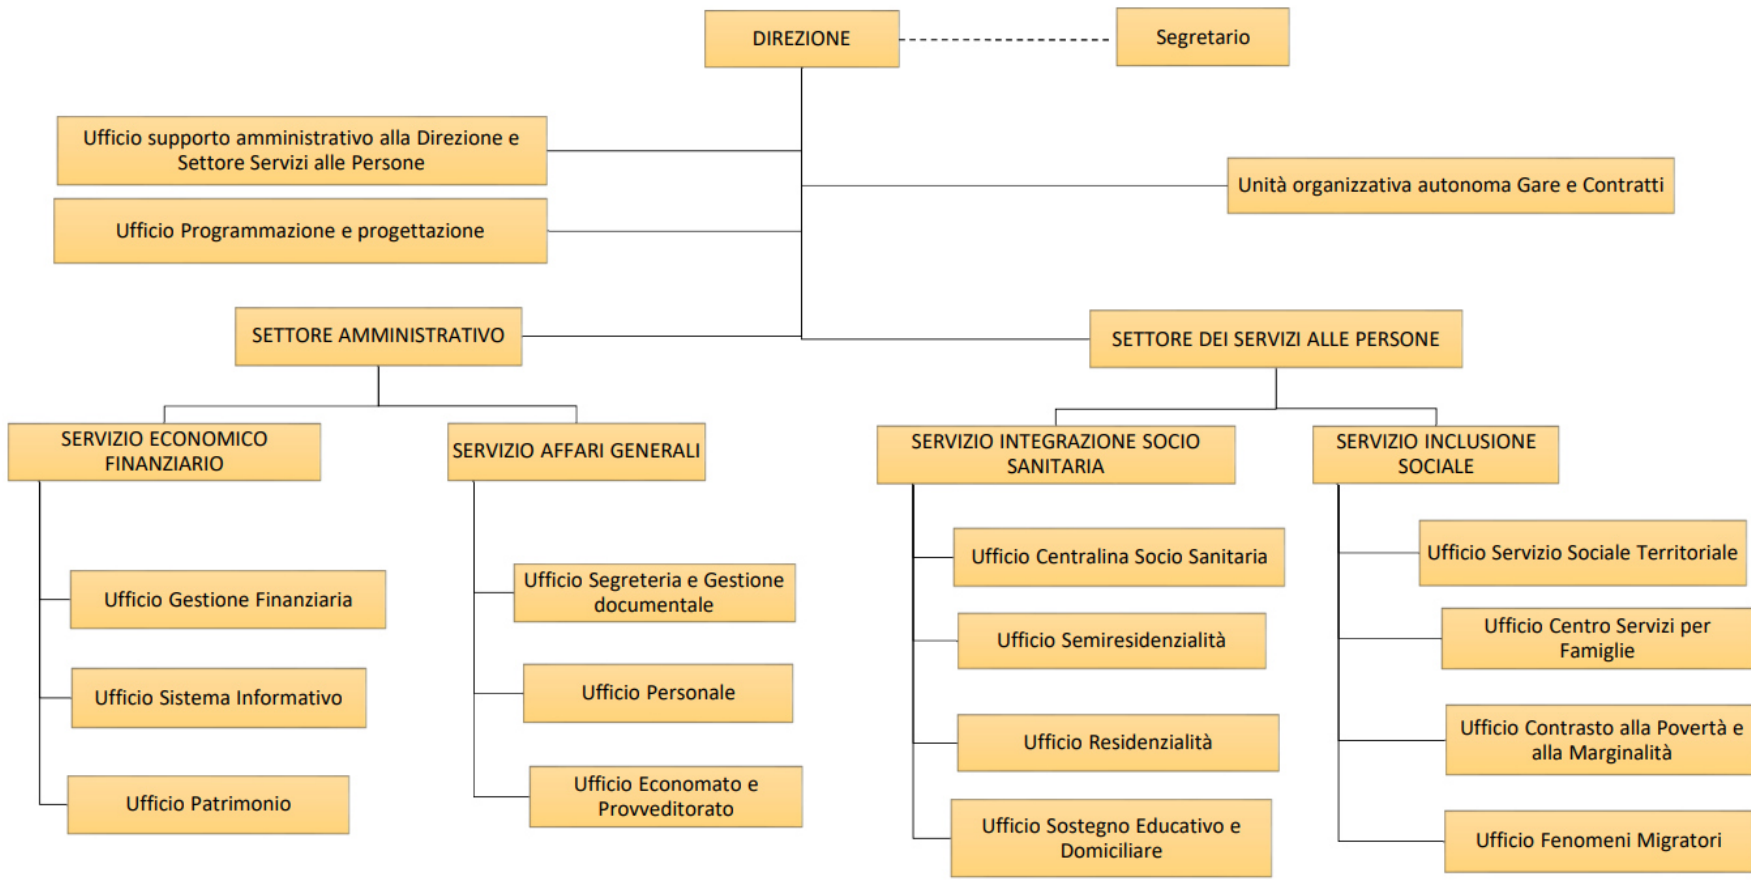 DIREZIONE
Segretario
Ufficio supporto amministrativo alla Direzione e
Settore Servizi alle Persone
Unità organizzativa autonoma Gare e Contratti
Ufficio Programmazione e progettazione
SETTORE AMMINISTRATIVO
SETTORE DEI SERVIZI ALLE PERSONE
SERVIZIO ECONOMICO
FINANZIARIO
SERVIZIO AFFARI GENERALI
SERVIZIO INTEGRAZIONE SOCIO
SANITARIA
SERVIZIO INCLUSIONE
SOCIALE
Ufficio Gestione Finanziaria
Ufficio Sistema Informativo
Ufficio Patrimonio
Ufficio Segreteria e Gestione
documentale
Ufficio Personale
Ufficio Economato e
Provveditorato
Ufficio Centralina Socio Sanitaria
Ufficio Semiresidenzialità
Ufficio Residenzialità
Ufficio Sostegno Educativo e
Domiciliare
Ufficio Servizio Sociale Territoriale
Ufficio Centro Servizi per
Famiglie
Ufficio Contrasto alla Povertà e
alla Marginalità
Ufficio Fenomeni Migratori